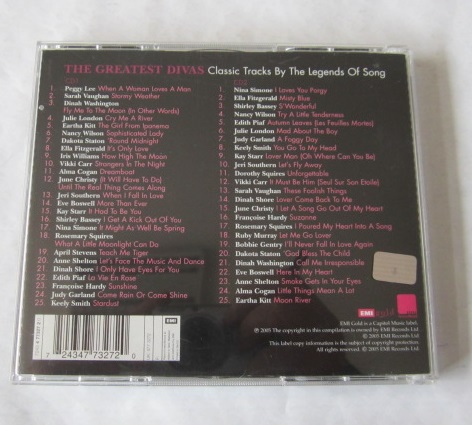 THE GREATEST DIVAS Classic Tracks By The Legends Of Song
CD1
1. Peggy Lee When A Woman Loves A Man
2. Sarah Vaughan Stormy Weather
3. Dinah Washington
Fly Me To The Moon (In Other Words)
4. Julie London Cry Me A River
5. Eartha Kitt The Girl From Ipanema
6. Nancy Wilson Sophisticated Lady
7. Dakota Staton 'Round Midnight
8. Ella Fitzgerald It's Only Love
9. Iris Williams How High The Moon
10. Vikki Carr Strangers In The Night
11. Alma Cogan Dreamboat
12. June Christy (It Will Have To Do)
Until The Real Thing Comes Along
13. Jeri Southern When I Fall In Love
14. Eve Boswell More Than Ever
15. Kay Starr It Had To Be You
16. Shirley Bassey I Get A Kick Out Of You
17. Nina Simone It Might As Well Be Spring
18. Rosemary Squires
What A Little Moonlight Can Do
19. April Stevens Teach Me Tiger
20. Anne Shelton Let's Face The Music And Dance
21. Dinah Shore I Only Have Eyes For You
22. Edith Piaf La Vie En Rose
23. Françoise Hardy Sunshine
24. Judy Garland Come Rain Or Come Shine
25. Keely Smith Stardust
CD2
1. Nina Simone I Loves You Porgy
2. Ella Fitzgerald Misty Blue
3. Shirley Bassey S'Wonderful
4. Nancy Wilson Try A Little Tenderness
5. Edith Piaf Autumn Leaves (Les Feuilles Mortes)
6. Julie London Mad About The Boy
7. Judy Garland A Foggy Day
8. Keely Smith You Go To My Head
9. Kay Starr Lover Man (Oh Where Can You Be)
10. Jeri Southern Let's Fly Away
11. Dorothy Squires Unforgettable
12. Vikki Carr It Must Be Him (Seul Sur Son Etoile)
13. Sarah Vaughan These Foolish Things
14. Dinah Shore Lover Come Back To Me
15. June Christy I Let A Song Go Out Of My Heart
16. Françoise Hardy Suzanne
17. Rosemary Squires I Poured My Heart Into A Song
18. Ruby Murray Let Me Go Lover
19. Bobbie Gentry I'll Never Fall In Love Again
20. Dakota Staton 'God Bless The Child
21. Dinah Washington Call Me Irresponsible
22. Eve Boswell Here In My Heart
23. Anne Shelton Smoke Gets In Your Eyes
24. Alma Cogan Little Things Mean A Lot
25. Eartha Kitt Moon River
EMI gold
EMI
EMI Gold is a Capitol Music label.
℗ 2005 The copyright in this compilation is owned by EMI Records Ltd.
© 2005 EMI Records Ltd.
This label copy information is the subject of copyright protection.
All rights reserved. © 2005 EMI Records Ltd.
7 24347 73272 0